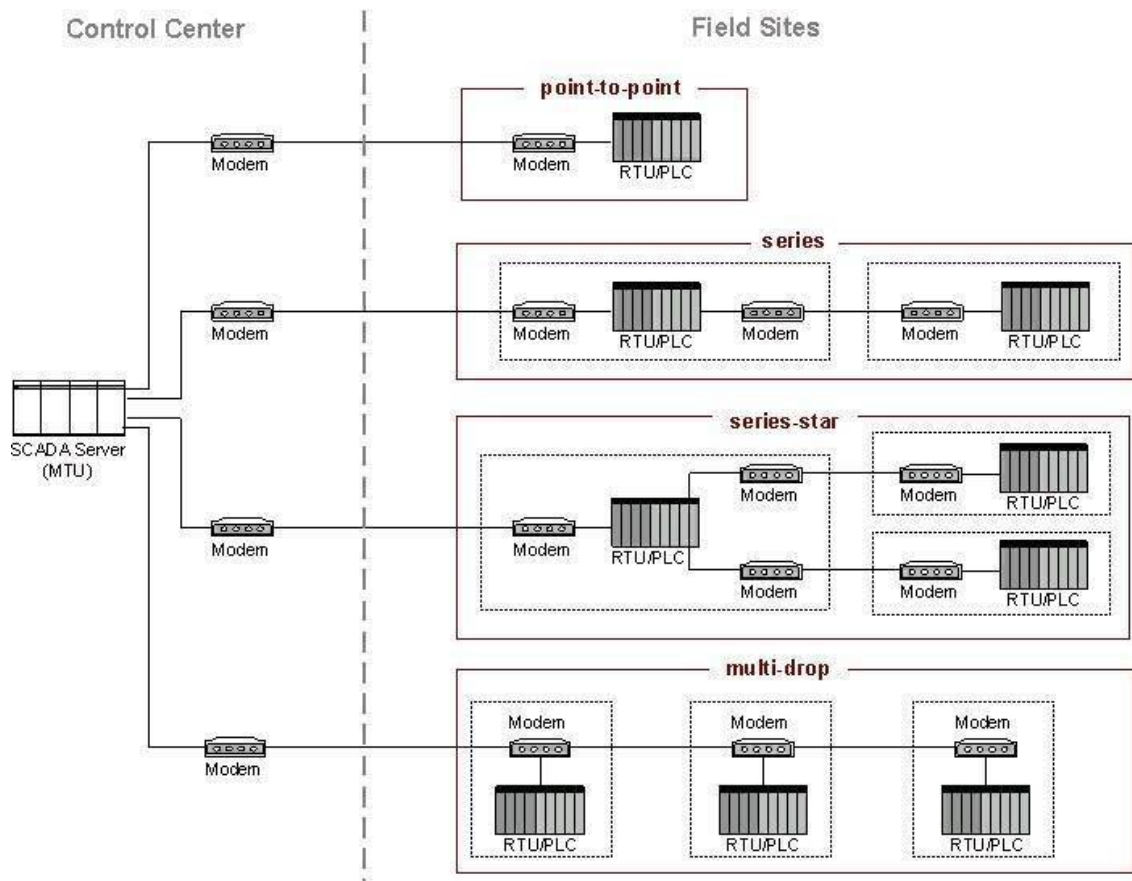 Control Center
Field Sites
point-to-point
Modem
Modem
RTU/PLC
series
Modem
Modem
RTU/PLC
Modem
Modem
RTU/PLC
SCADA Server
(MTU)
series-star
Modem
Modem
RTU/PLC
Modem
Modem
RTU/PLC
Modem
Modem
RTU/PLC
multi-drop
Modem
Modem
Modem
Modem
RTU/PLC
RTU/PLC
RTU/PLC